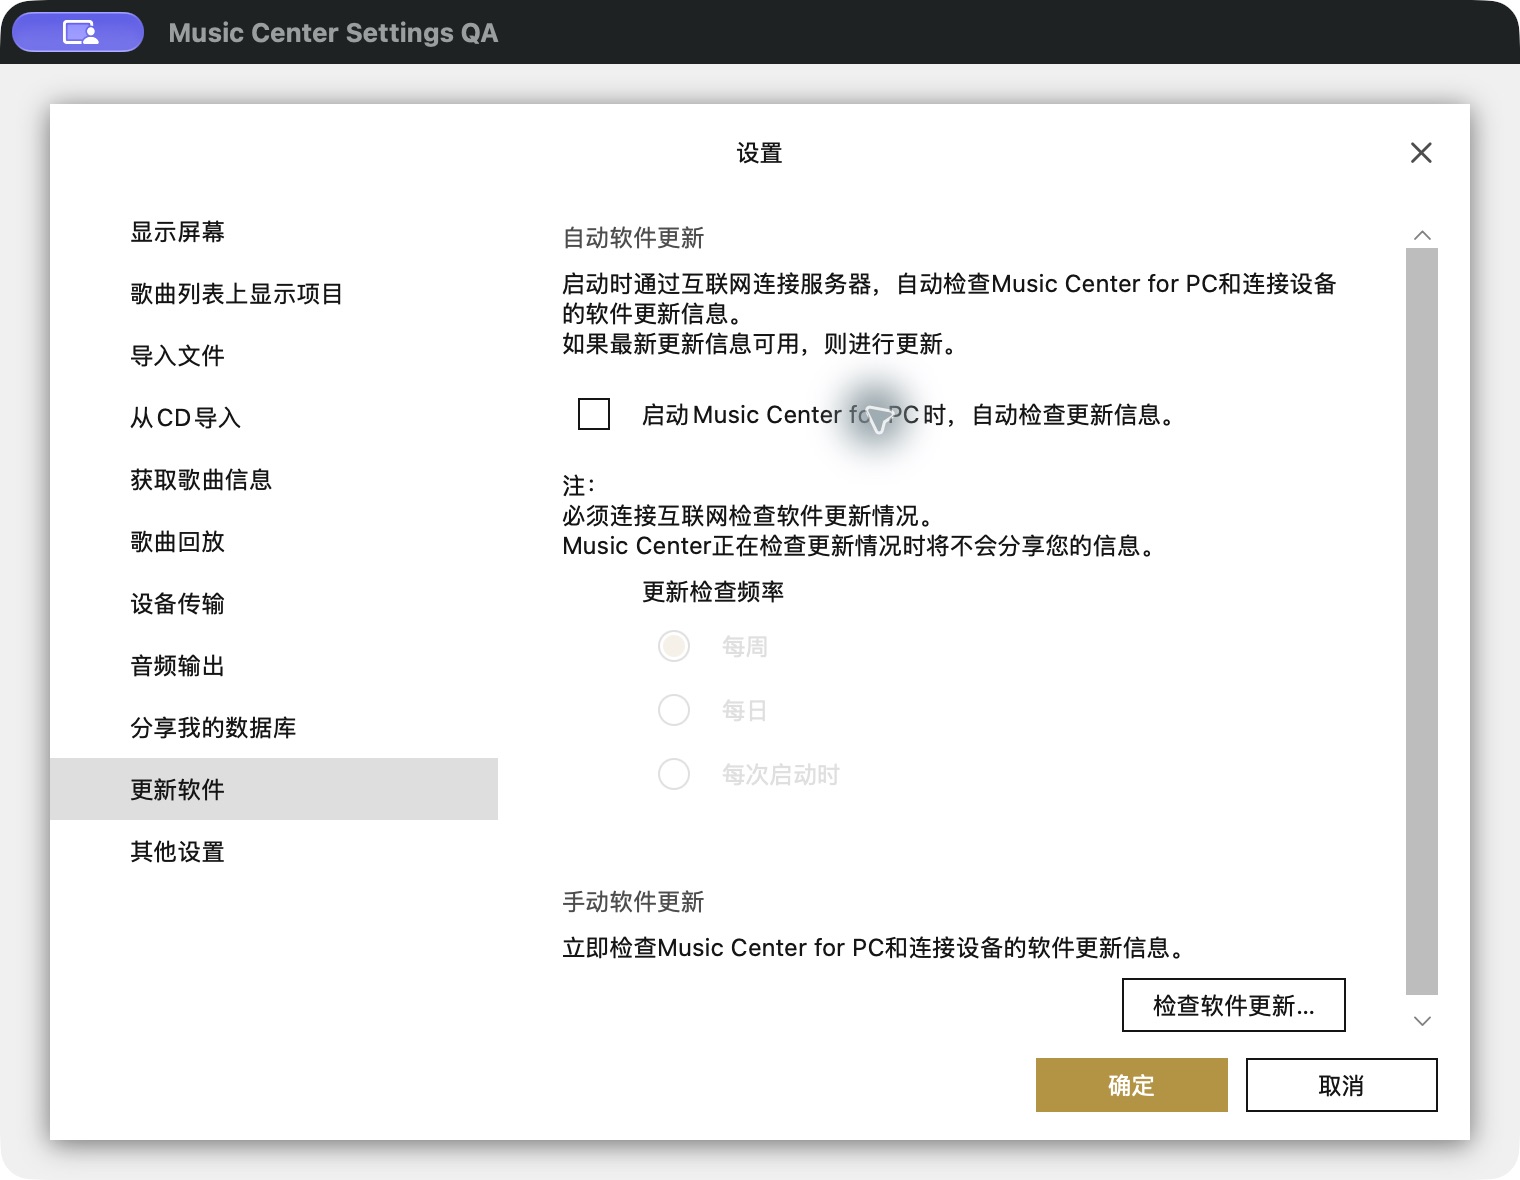 Music Center Settings QA
设置
显示屏幕
歌曲列表上显示项目
导入文件
从CD导入
获取歌曲信息
歌曲回放
设备传输
音频输出
分享我的数据库
更新软件
其他设置
自动软件更新
启动时通过互联网连接服务器，自动检查Music Center for PC和连接设备
的软件更新信息。
如果最新更新信息可用，则进行更新。
启动Music Center for PC时，自动检查更新信息。
注：
必须连接互联网检查软件更新情况。
Music Center正在检查更新情况时将不会分享您的信息。
更新检查频率
每周
每日
每次启动时
手动软件更新
立即检查Music Center for PC和连接设备的软件更新信息。
检查软件更新...
确定
取消